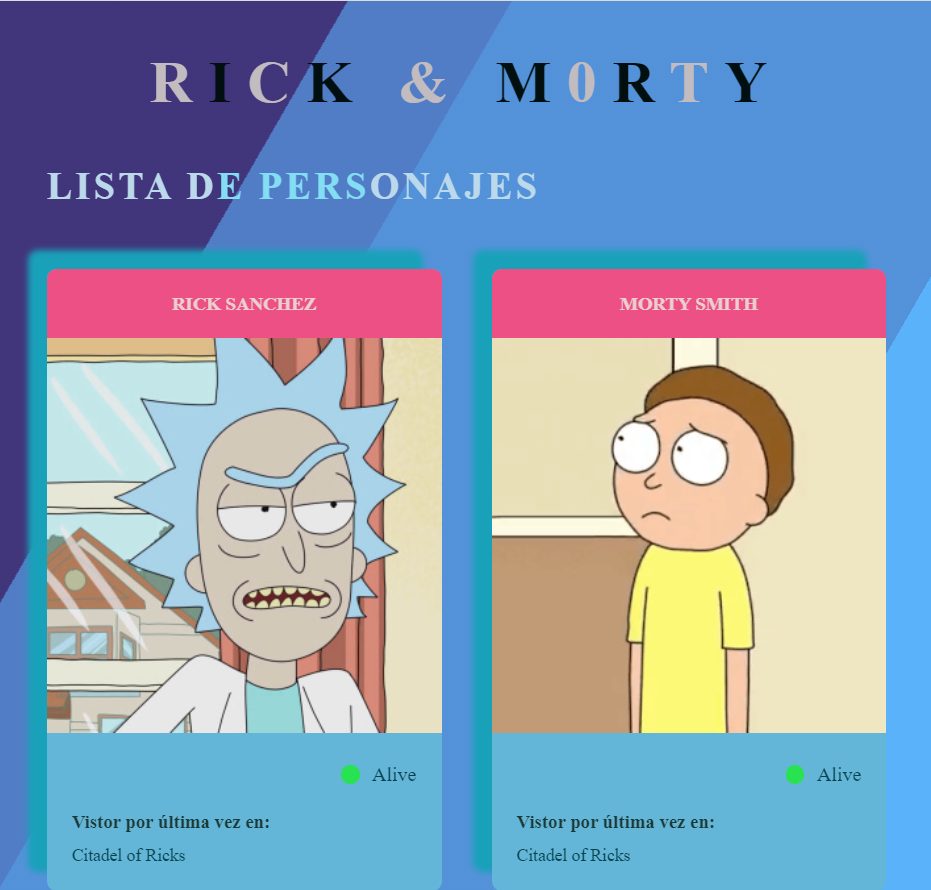 RICK & M0RTY
LISTA DE PERSONAJES
RICK SANCHEZ
MORTY SMITH
Alive
Vistor por última vez en:
Citadel of Ricks
Alive
Vistor por última vez en:
Citadel of Ricks